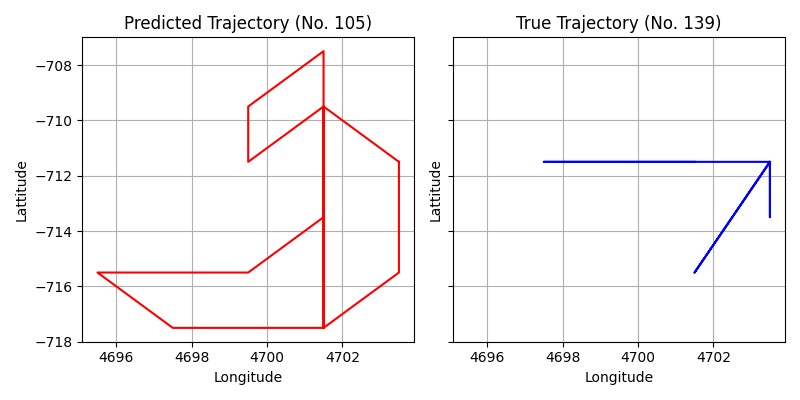 Predicted Trajectory (No. 105)
True Trajectory (No. 139)
−708
−710
−712
−714
−716
−718
Lattitude
Lattitude
4696
4698
4700
4702
4696
4698
4700
4702
Longitude
Longitude